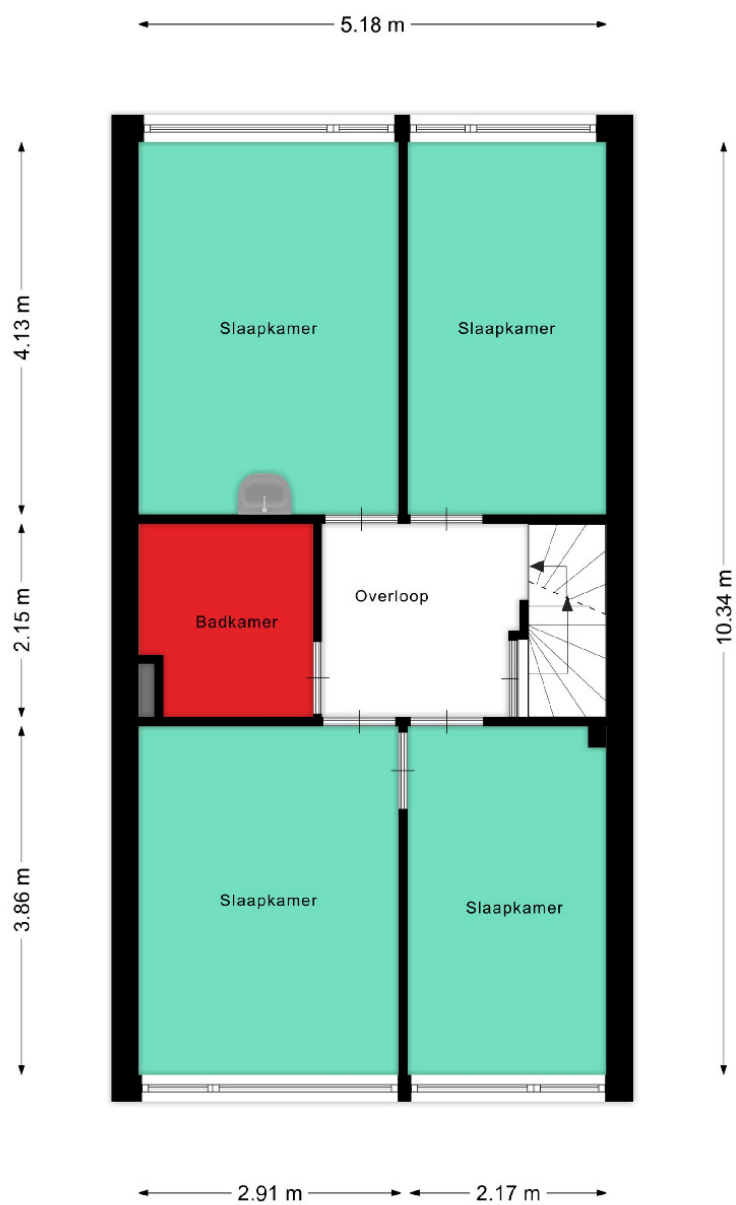 5.18 m
4.13 m
Slaapkamer
Slaapkamer
2.15 m
Badkamer
Overloop
10.34 m
3.86 m
Slaapkamer
Slaapkamer
2.91 m
2.17 m